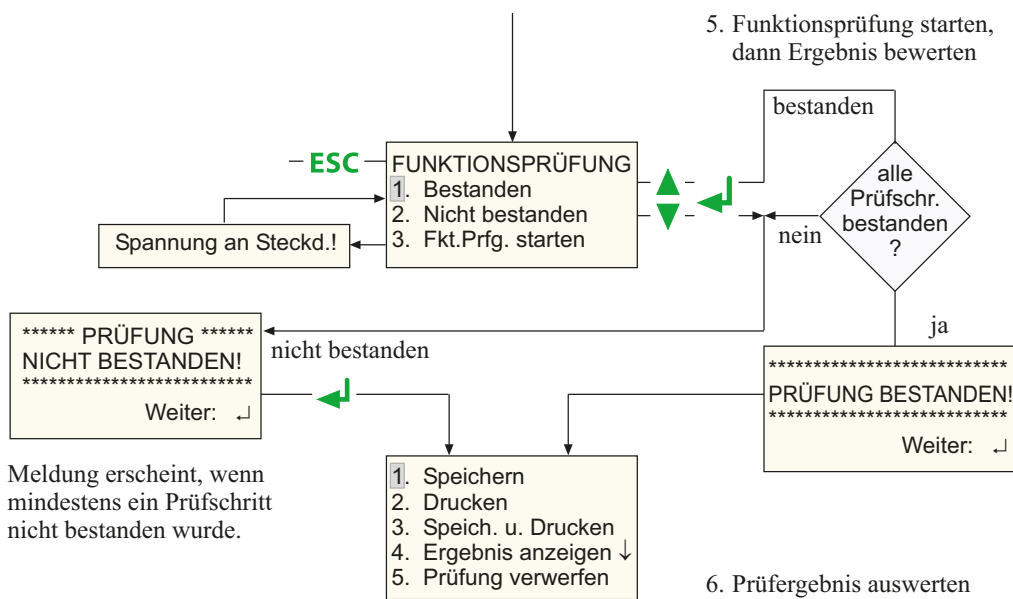 5. Funktionsprüfung starten,
dann Ergebnis bewerten
bestanden
ESC
FUNKTIONSPRÜFUNG
1. Bestanden
2. Nicht bestanden
3. Fkt.Prfg. starten
alle
Prüfschr.
bestanden
?
nein
Spannung an Steckd.!
ja
****** PRÜFUNG ******
NICHT BESTANDEN!
**************************
Weiter: ↵
nicht bestanden
***************************
PRÜFUNG BESTANDEN!
***************************
Weiter: ↵
Meldung erscheint, wenn
mindestens ein Prüfschritt
nicht bestanden wurde.
1. Speichern
2. Drucken
3. Speich. u. Drucken
4. Ergebnis anzeigen ↓
5. Prüfung verwerfen
6. Prüfergebnis auswerten